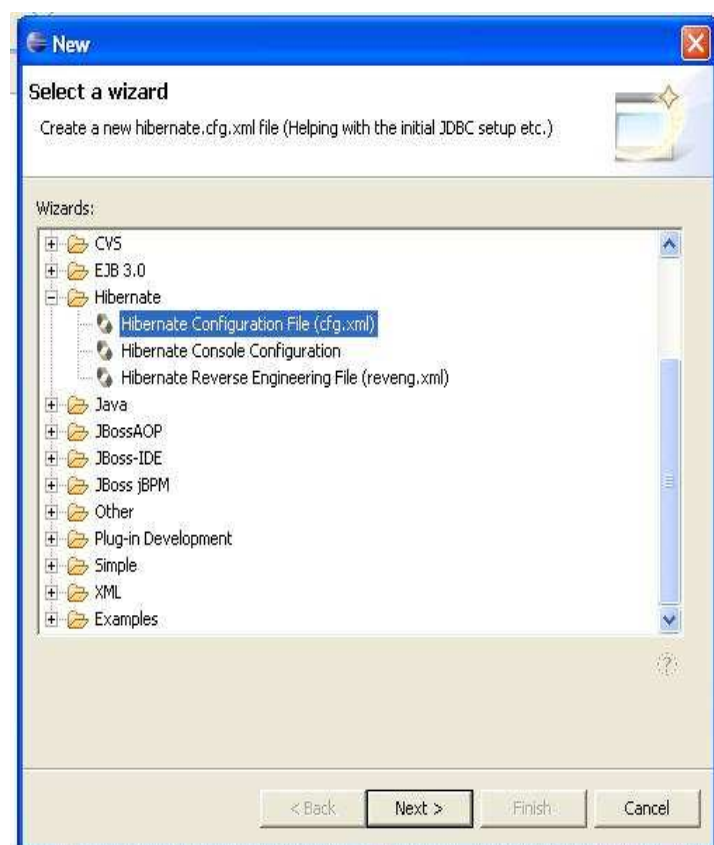 New
Select a wizard
Create a new hibernate.cfg.xml file (Helping with the initial JDBC setup etc.)
Wizards:
CVS
EJB 3.0
Hibernate
Hibernate Configuration File (cfg.xml)
Hibernate Console Configuration
Hibernate Reverse Engineering File (reveng.xml)
Java
JBossAOP
JBoss-IDE
JBoss jBPM
Other
Plug-in Development
Simple
XML
Examples
?
< Back Next > Finish Cancel